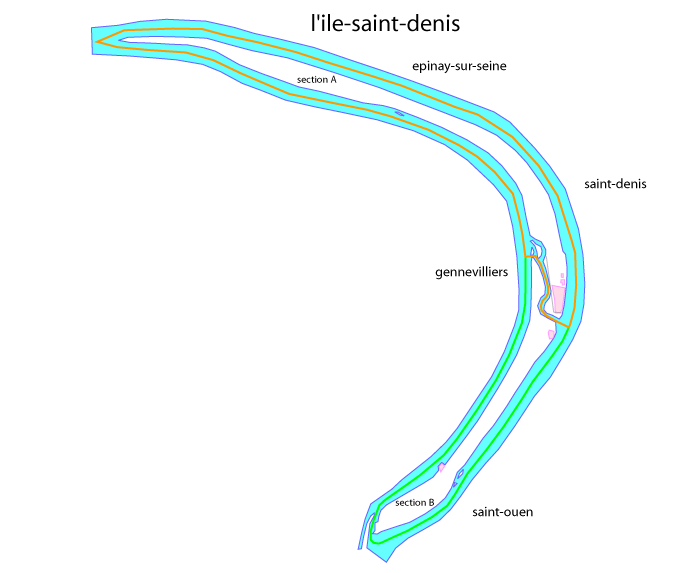 l'ile-saint-denis
epinay-sur-seine
section A
saint-denis
gennevilliers
section B
saint-ouen